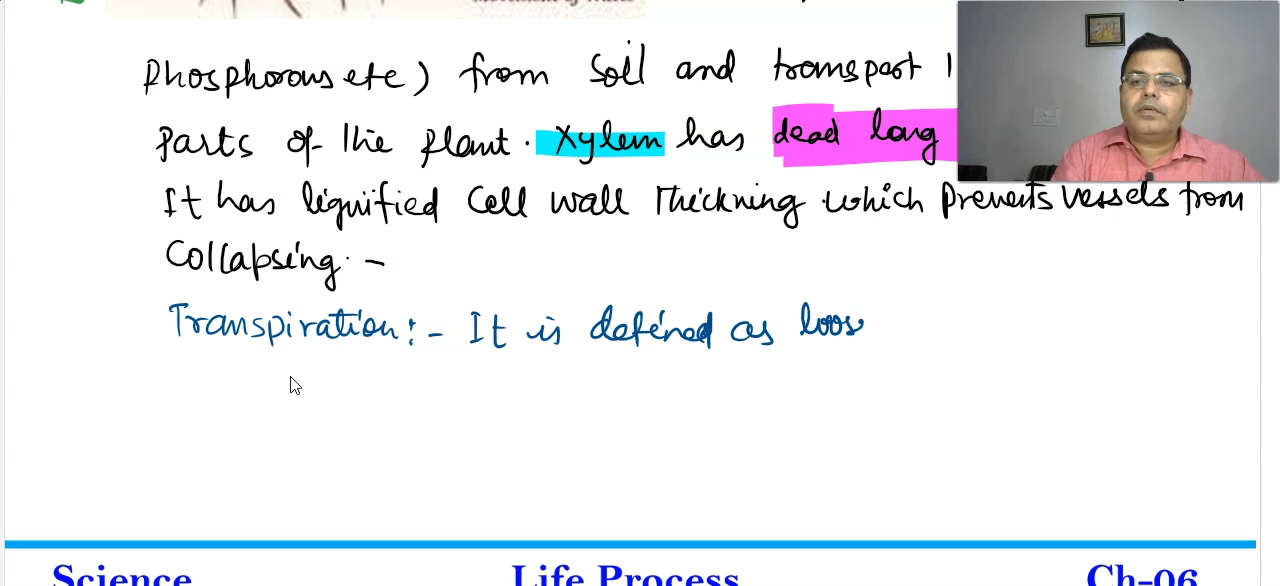 Phosphorous etc) from Soil and transport
parts of the plant. Xylem has dead long
It has lignified Cell wall Thickning which prevents vessels from
Collapsing. -
Transpiration:- It is defined as loos
Science Life Process Ch-06